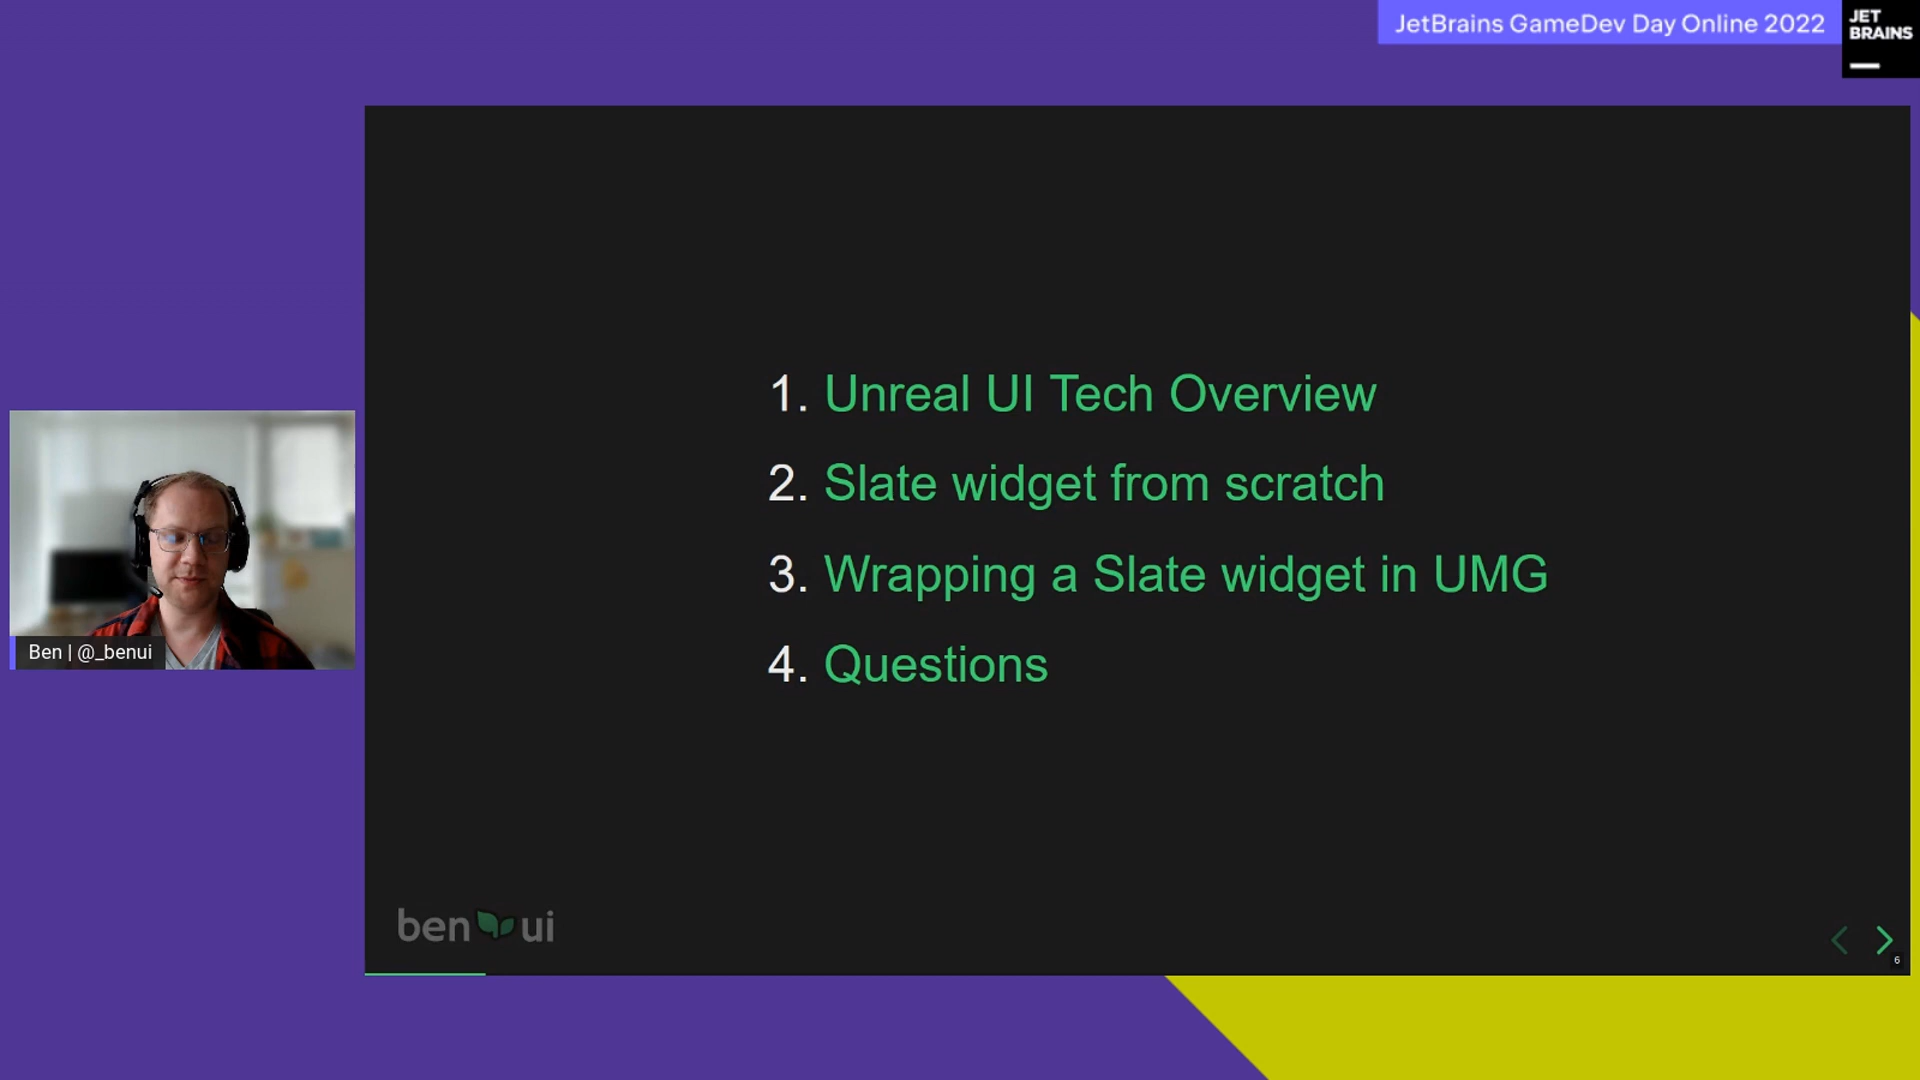 JetBrains GameDev Day Online 2022
JET
BRAINS
1. Unreal UI Tech Overview
2. Slate widget from scratch
3. Wrapping a Slate widget in UMG
4. Questions
Ben | @_benui
ben ui
6